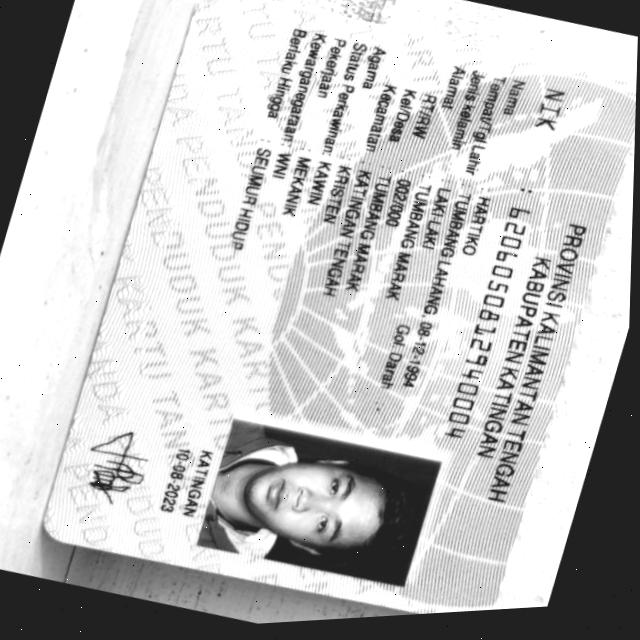 PROVINSI KALIMANTAN TENGAH
KABUPATEN KATINGAN
NIK : 6206050812940004
Nama : HARTIKO
Tempat/Tgl Lahir : TUMBANG LAHANG, 08-12-1994
Jenis Kelamin : LAKI-LAKI Gol. Darah
Alamat : TUMBANG MARAK
RT/RW : 002/000
Kel/Desa : TUMBANG MARAK
Kecamatan : KATINGAN TENGAH
Agama : KRISTEN
Status Perkawinan: KAWIN
Pekerjaan : MEKANIK
Kewarganegaraan: WNI
Berlaku Hingga : SEUMUR HIDUP
KATINGAN
10-08-2023